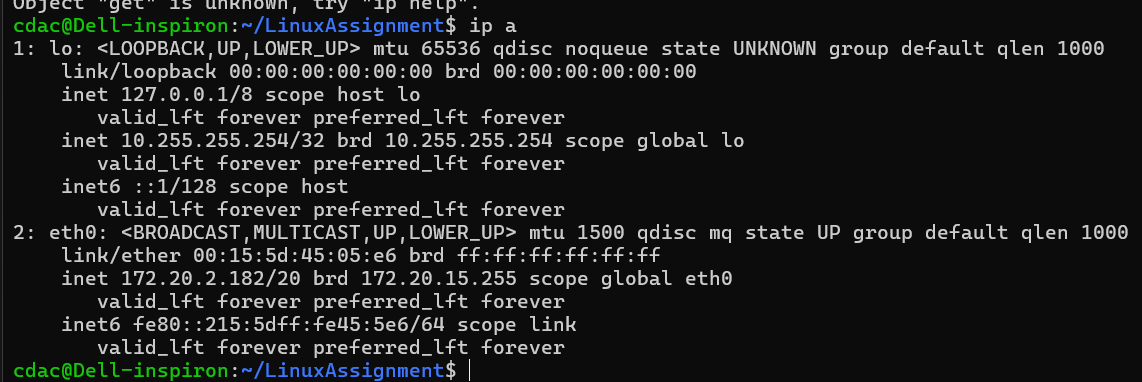 Object "get" is unknown, try "ip help".
cdac@Dell-inspiron:~/LinuxAssignment$ ip a
1: lo: <LOOPBACK,UP,LOWER_UP> mtu 65536 qdisc noqueue state UNKNOWN group default qlen 1000
    link/loopback 00:00:00:00:00:00 brd 00:00:00:00:00:00
    inet 127.0.0.1/8 scope host lo
       valid_lft forever preferred_lft forever
    inet 10.255.255.254/32 brd 10.255.255.254 scope global lo
       valid_lft forever preferred_lft forever
    inet6 ::1/128 scope host
       valid_lft forever preferred_lft forever
2: eth0: <BROADCAST,MULTICAST,UP,LOWER_UP> mtu 1500 qdisc mq state UP group default qlen 1000
    link/ether 00:15:5d:45:05:e6 brd ff:ff:ff:ff:ff:ff
    inet 172.20.2.182/20 brd 172.20.15.255 scope global eth0
       valid_lft forever preferred_lft forever
    inet6 fe80::215:5dff:fe45:5e6/64 scope link
       valid_lft forever preferred_lft forever
cdac@Dell-inspiron:~/LinuxAssignment$